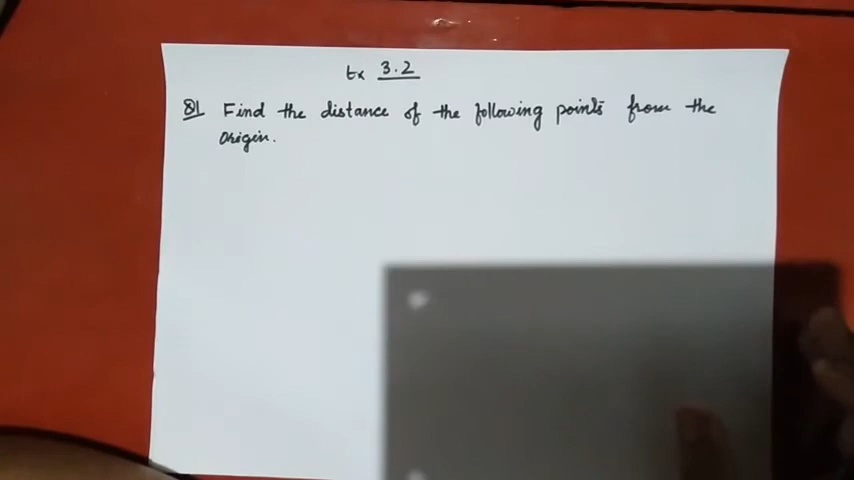 Ex 3.2
Q1 Find the distance of the following points from the
Origin.